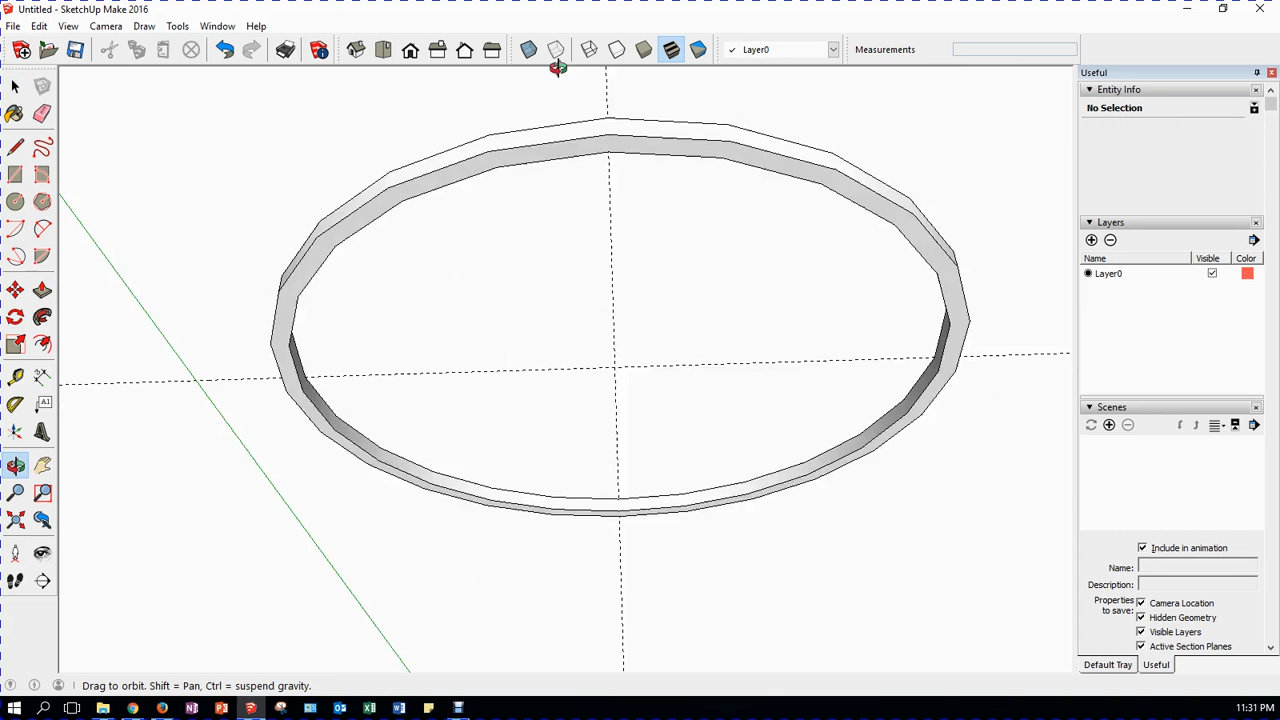 Untitled - SketchUp Make 2016
File Edit View Camera Draw Tools Window Help
Layer0
Measurements
Useful
Entity Info
No Selection
Layers
Name Visible Color
Layer0
Scenes
Include in animation
Name:
Description:
Properties to save:
Camera Location
Hidden Geometry
Visible Layers
Active Section Planes
Default Tray Useful
A1
Drag to orbit. Shift = Pan, Ctrl = suspend gravity.
11:31 PM